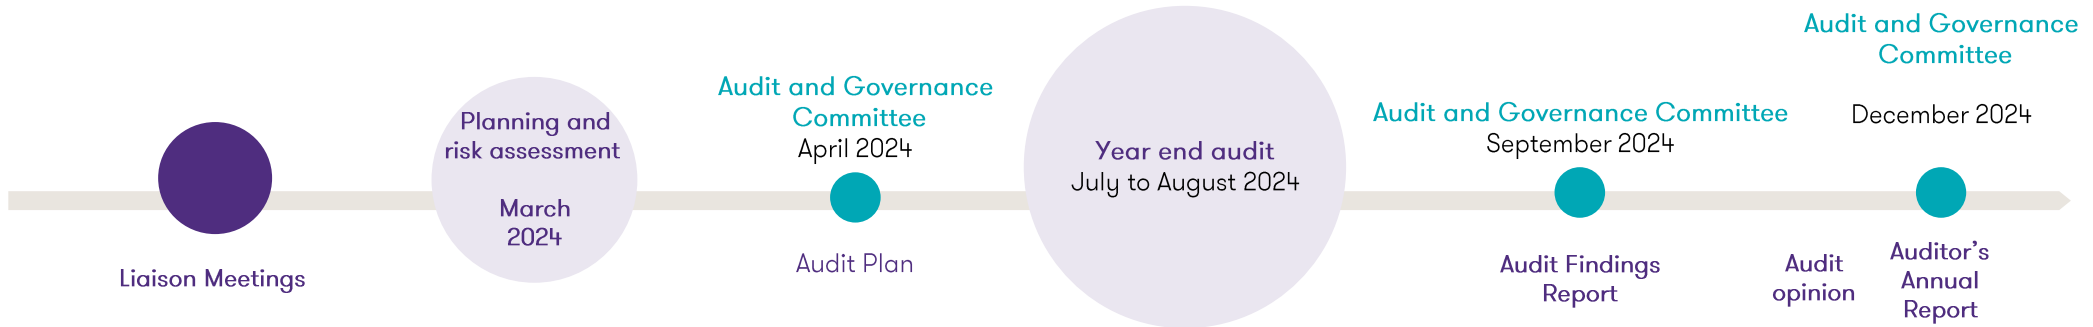 Liaison Meetings
Planning and
risk assessment
March
2024
Audit and Governance
Committee
April 2024
Audit Plan
Year end audit
July to August 2024
Audit and Governance Committee
September 2024
Audit Findings
Report
Audit
opinion
Audit and Governance
Committee
December 2024
Auditor's
Annual
Report